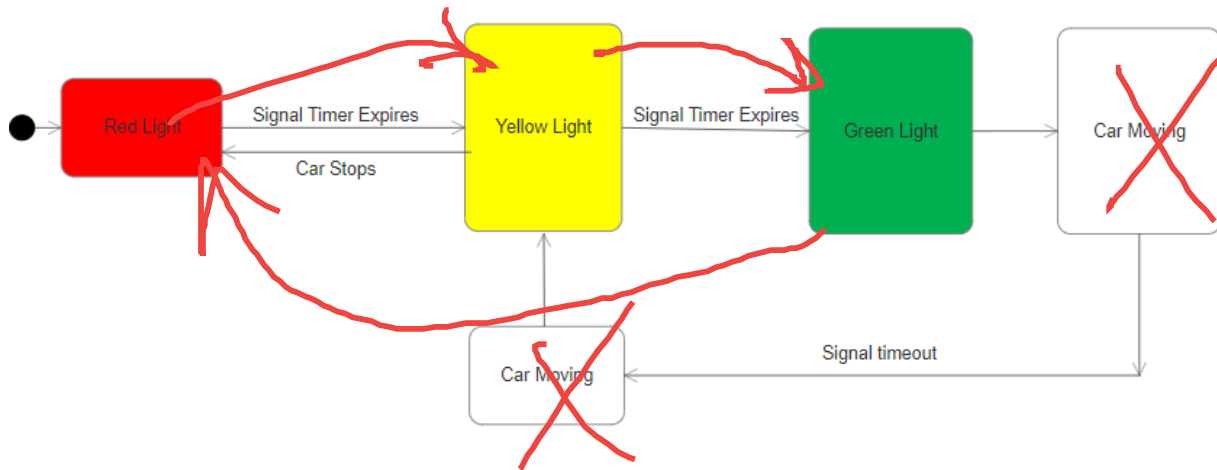 Red Light
Signal Timer Expires
Car Stops
Yellow Light
Signal Timer Expires
Green Light
Car Moving
Signal timeout
Car Moving